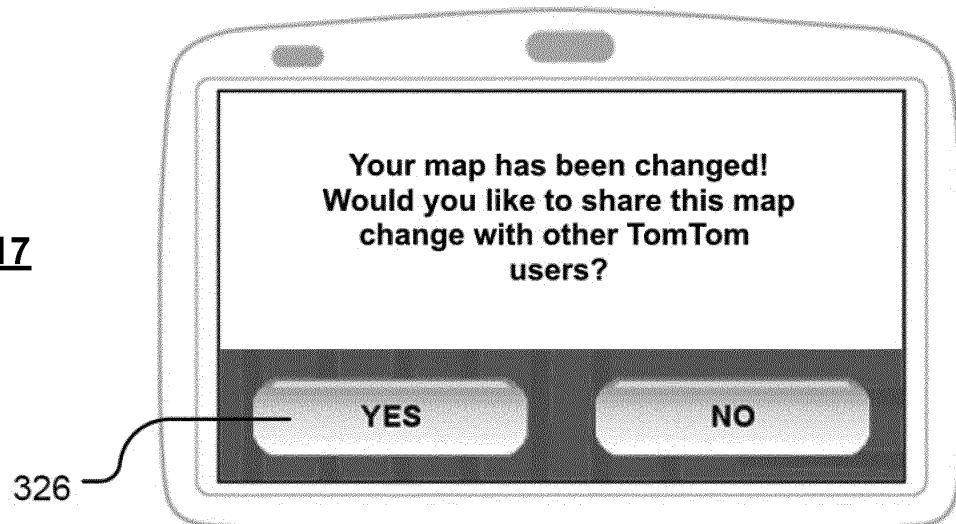 Your map has been changed!
Would you like to share this map
change with other TomTom
users?
17
YES
NO
326